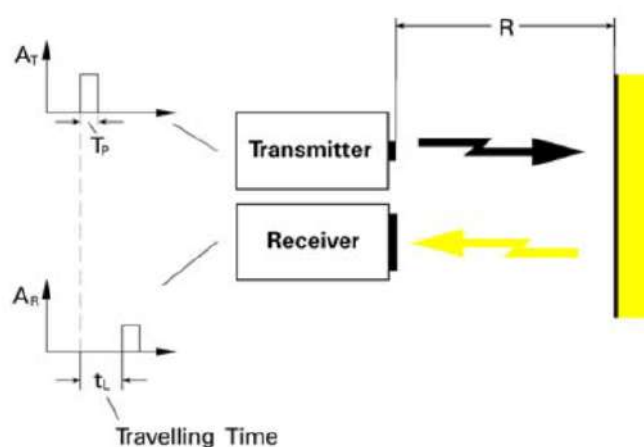 R
A_T
T_P
Transmitter
Receiver
A_R
t_L
Travelling Time